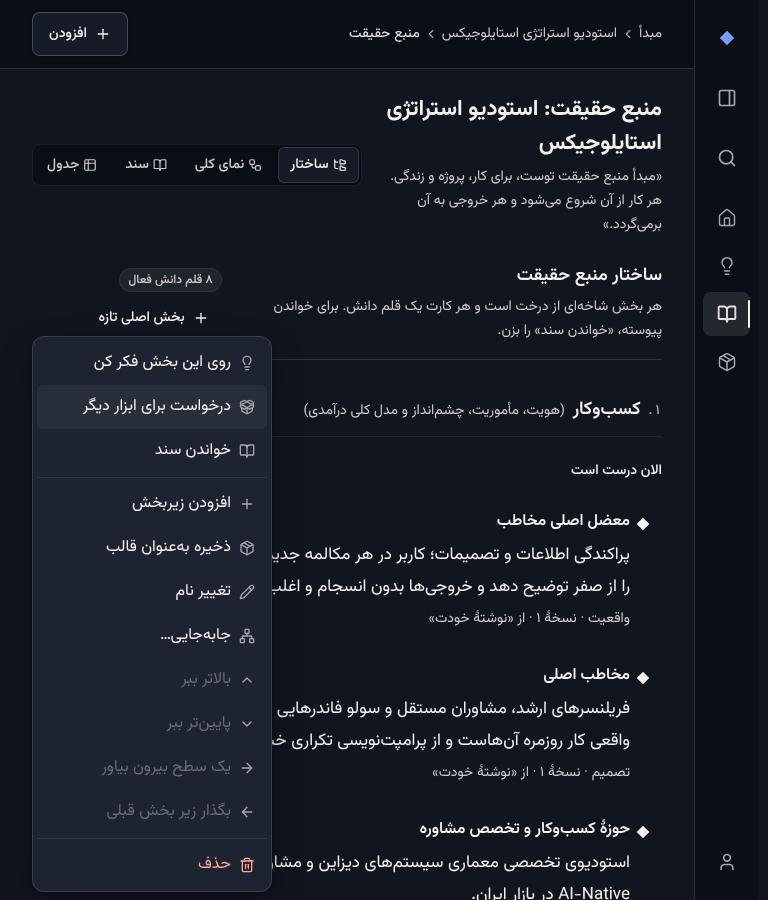 مبدأ › استودیو استراتژی استایلوجیکس › منبع حقیقت
افزودن
منبع حقیقت: استودیو استراتژی
استایلوجیکس
«مبدأ منبع حقیقت توست، برای کار، پروژه و زندگی.
هر کار از آن شروع می‌شود و هر خروجی به آن
برمی‌گردد.»
ساختار
نمای کلی
سند
جدول
ساختار منبع حقیقت
هر بخش شاخه‌ای از درخت است و هر کارت یک قلم دانش. برای خواندن
پیوسته، «خواندن سند» را بزن.
۸ قلم دانش فعال
بخش اصلی تازه
۱. کسب‌وکار (هویت، مأموریت، چشم‌انداز و مدل کلی درآمدی)
الان درست است
معضل اصلی مخاطب
پراکندگی اطلاعات و تصمیمات؛ کاربر در هر مکالمه
را از صفر توضیح دهد و خروجی‌ها بدون انسجام و
واقعیت · نسخهٔ ۱ · از «نوشتهٔ خودت»
مخاطب اصلی
فریلنسرهای ارشد، مشاوران مستقل و سولو فاندرهایی
واقعی کار روزمره آن‌هاست و از پرامپت‌نویسی تکراری
تصمیم · نسخهٔ ۱ · از «نوشتهٔ خودت»
حوزهٔ کسب‌وکار و تخصص مشاوره
استودیوی تخصصی معماری سیستم‌های دیزاین و
AI-Native در بازار ایران.
روی این بخش فکر کن
درخواست برای ابزار دیگر
خواندن سند
افزودن زیربخش
ذخیره به‌عنوان قالب
تغییر نام
جابه‌جایی…
بالاتر ببر
پایین‌تر ببر
یک سطح بیرون بیاور
بگذار زیر بخش قبلی
حذف